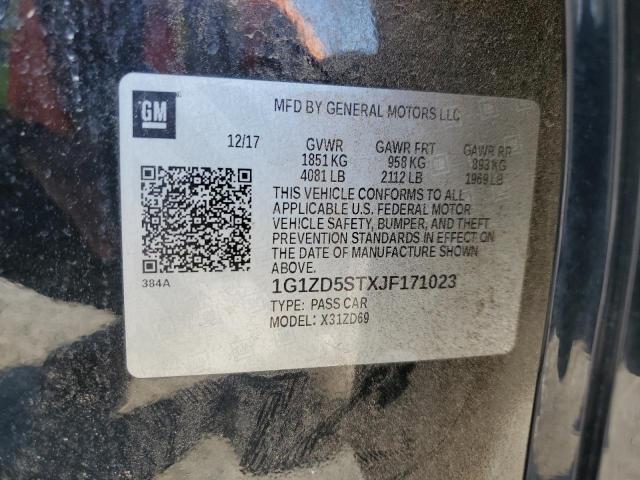 GM
MFD BY GENERAL MOTORS LLC
12/17 GVWR GAWR FRT GAWR RR
1851 KG 958 KG 893 KG
4081 LB 2112 LB 1969 LB
THIS VEHICLE CONFORMS TO ALL
APPLICABLE U.S. FEDERAL MOTOR
VEHICLE SAFETY, BUMPER, AND THEFT
PREVENTION STANDARDS IN EFFECT ON
THE DATE OF MANUFACTURE SHOWN
ABOVE.
384A
1G1ZD5STXJF171023
TYPE: PASS CAR
MODEL: X31ZD69